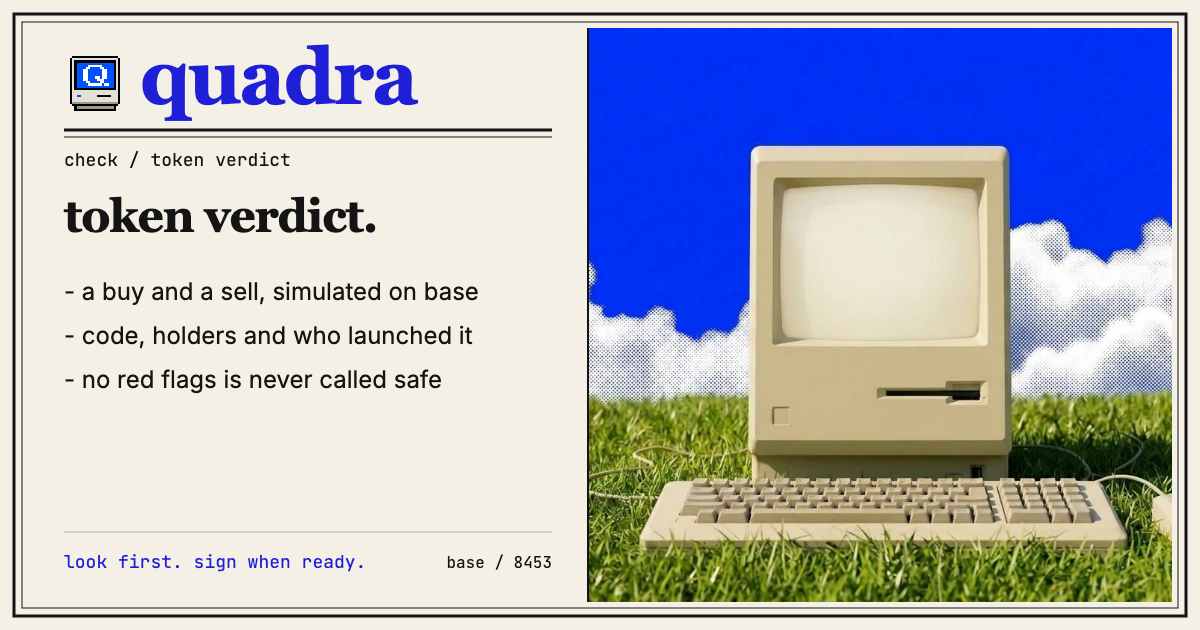 Q
quadra
check / token verdict
token verdict.
- a buy and a sell, simulated on base
- code, holders and who launched it
- no red flags is never called safe
look first. sign when ready.
base / 8453